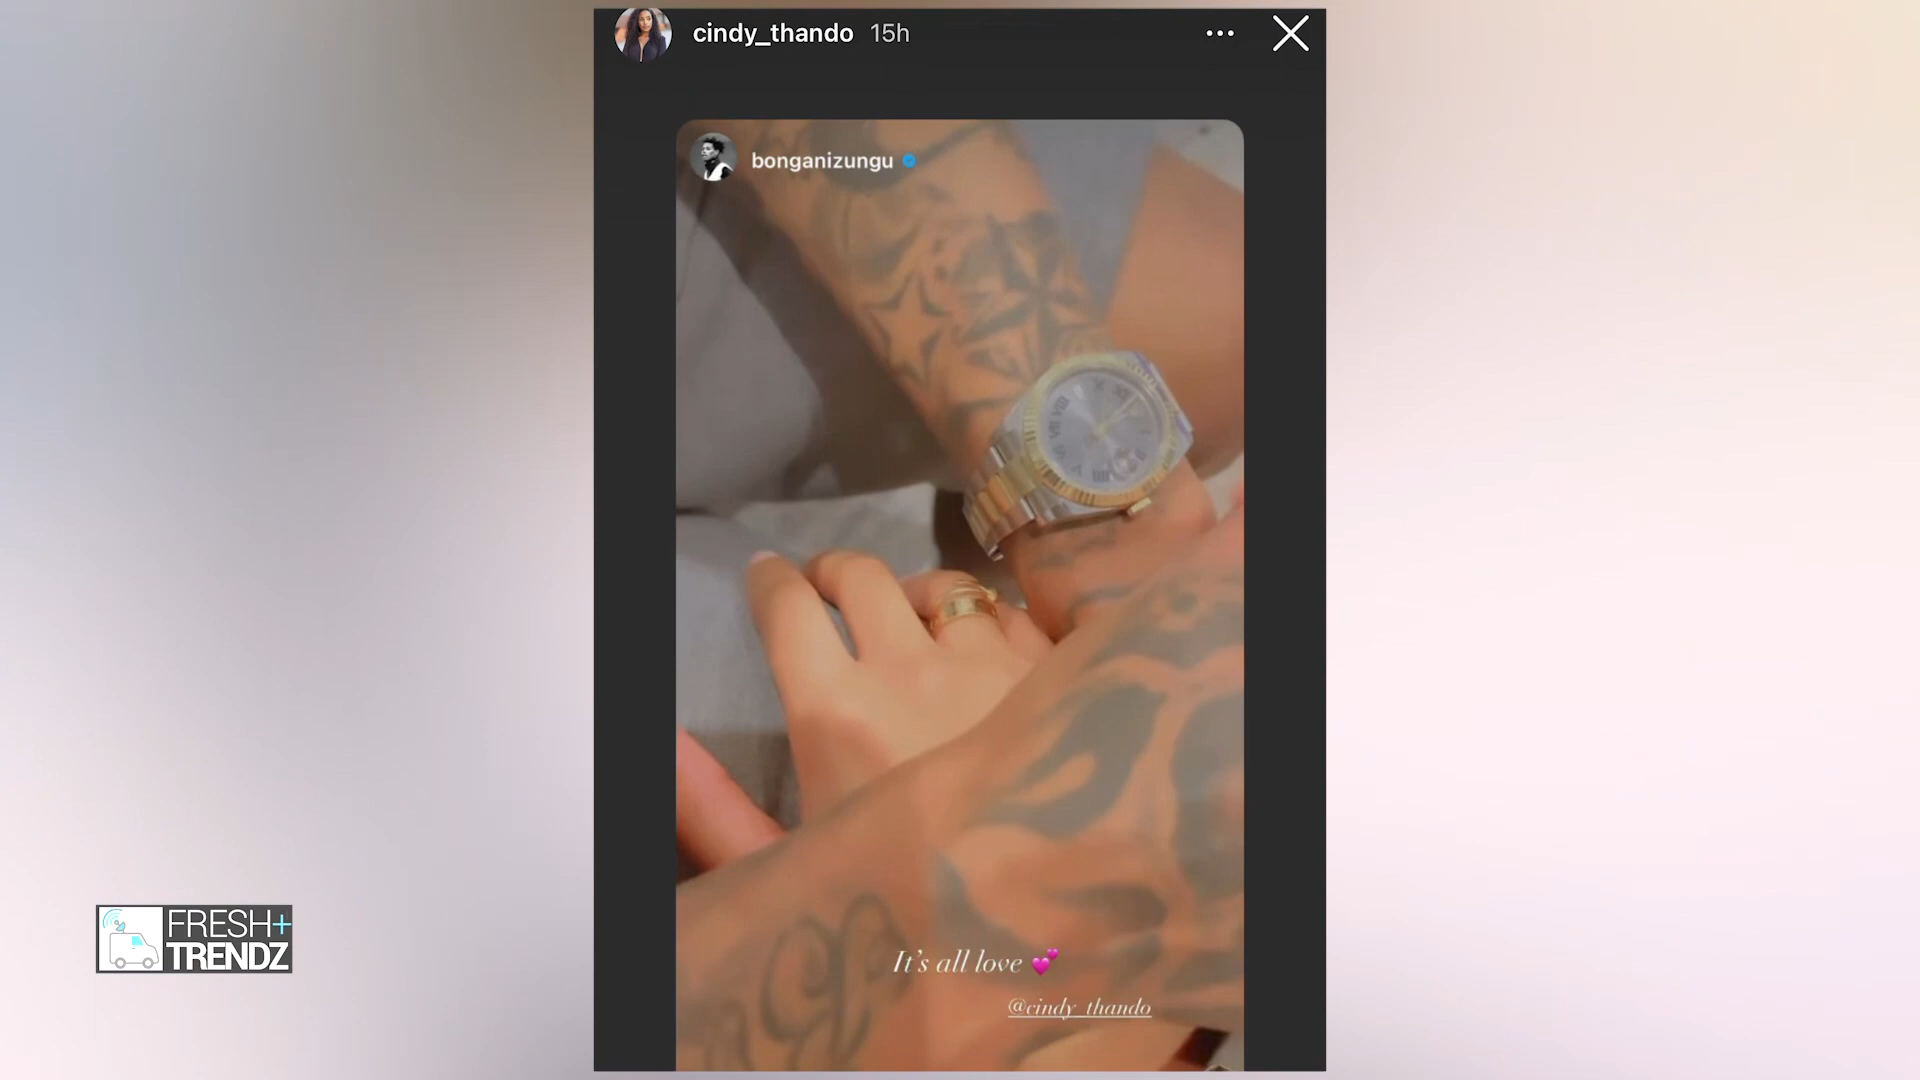 cindy_thando 15h
bonganizungu
It's all love 💕
@cindy_thando
FRESH+
TRENDZ